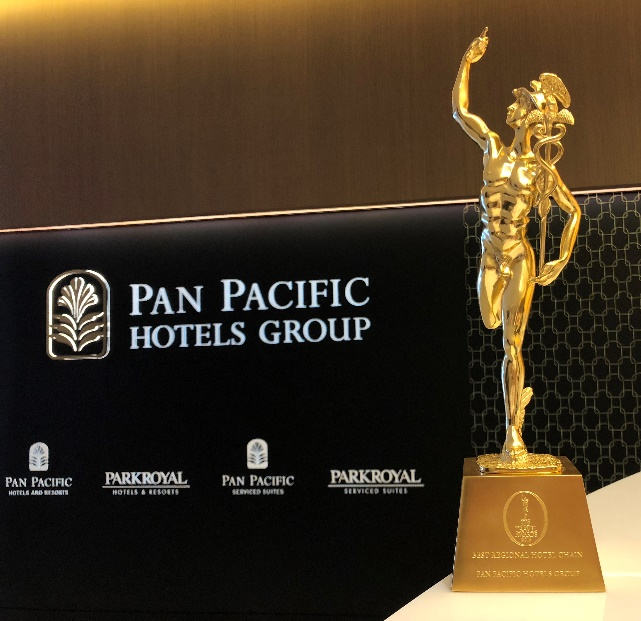 PAN PACIFIC
HOTELS GROUP
PAN PACIFIC
HOTELS AND RESORTS
PARKROYAL
HOTELS & RESORTS
PAN PACIFIC
SERVICED SUITES
PARKROYAL
SERVICED SUITES
BEST REGIONAL HOTEL CHAIN
PAN PACIFIC HOTELS GROUP